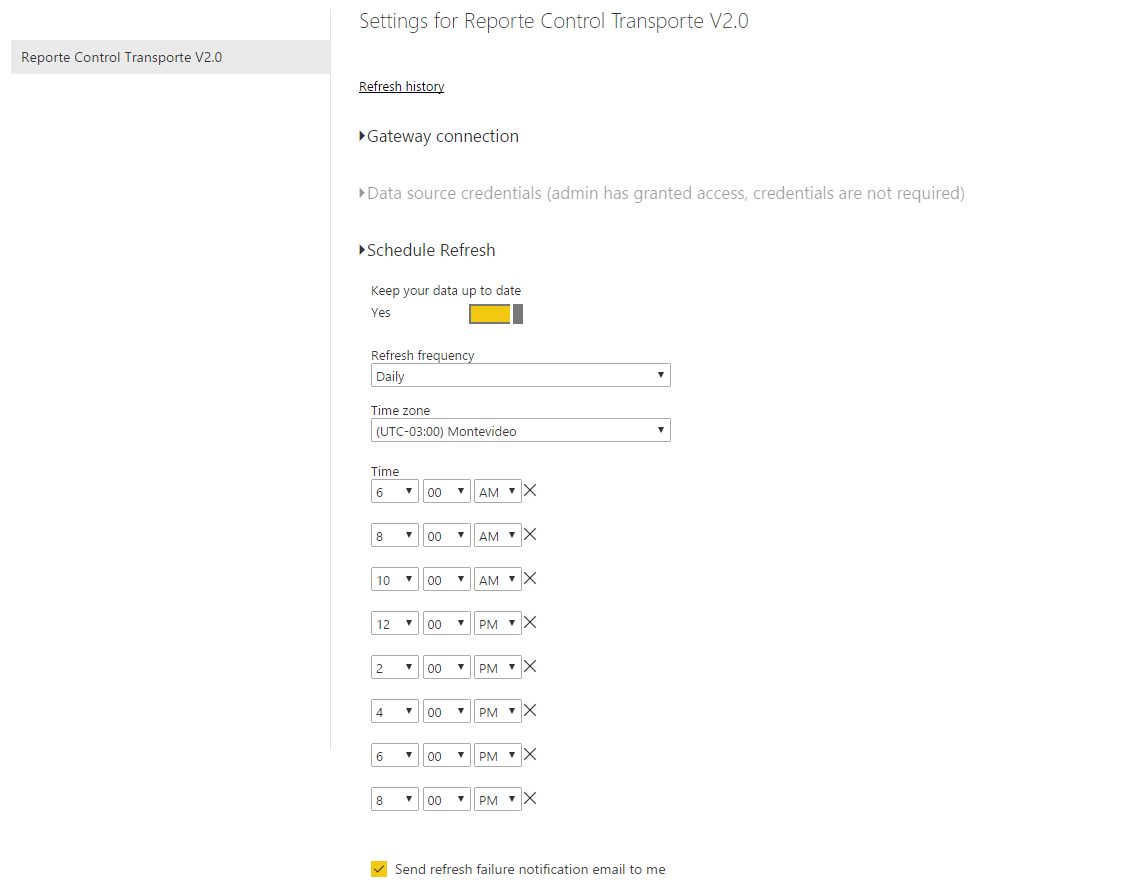 Settings for Reporte Control Transporte V2.0
Reporte Control Transporte V2.0
Refresh history
Gateway connection
Data source credentials (admin has granted access, credentials are not required)
Schedule Refresh
Keep your data up to date
Yes
Refresh frequency
Daily
Time zone
(UTC-03:00) Montevideo
Time
6 00 AM
8 00 AM
10 00 AM
12 00 PM
2 00 PM
4 00 PM
6 00 PM
8 00 PM
Send refresh failure notification email to me